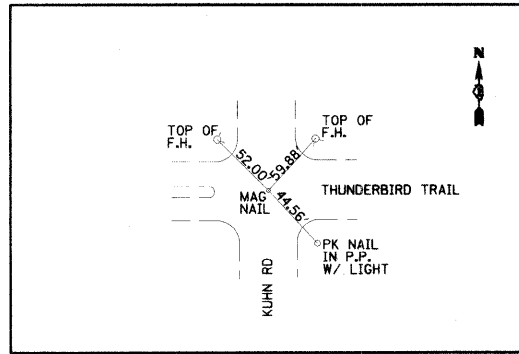 N
TOP OF
F.H.
TOP OF
F.H.
52.00'
59.88'
MAG
NAIL
THUNDERBIRD TRAIL
44.56'
PK NAIL
IN P.P.
W/ LIGHT
KUHN RD